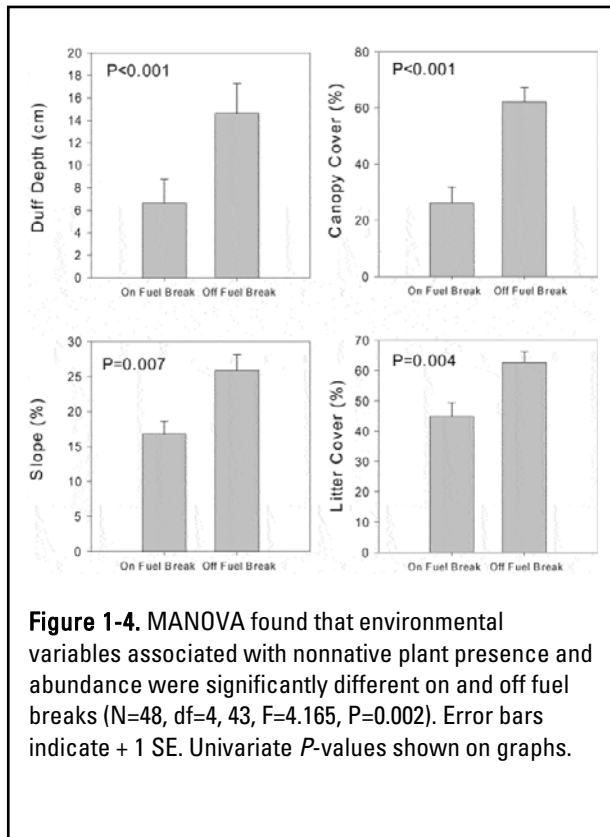 20
18
16
14
12
10
8
6
4
2
0
Duff Depth (cm)
P<0.001
On Fuel Break Off Fuel Break
80
60
40
20
0
Canopy Cover (%)
P<0.001
On Fuel Break Off Fuel Break
30
25
20
15
10
5
0
Slope (%)
P=0.007
On Fuel Break Off Fuel Break
70
60
50
40
30
20
10
0
Litter Cover (%)
P=0.004
On Fuel Break Off Fuel Break
Figure 1-4. MANOVA found that environmental
variables associated with nonnative plant presence and
abundance were significantly different on and off fuel
breaks (N=48, df=4, 43, F=4.165, P=0.002). Error bars
indicate + 1 SE. Univariate P-values shown on graphs.